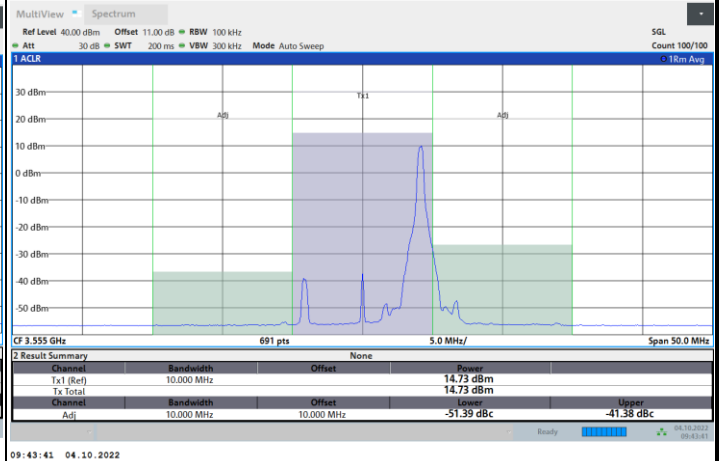 MultiView Spectrum
Ref Level 40.00 dBm Offset 11.00 dB RBW 100 kHz SGL
Att 30 dB SWT 200 ms VBW 300 kHz Mode Auto Sweep Count 100/100
1 ACLR 1Rm Avg
30 dBm
Tx1
20 dBm
Adj Adj
10 dBm
0 dBm
-10 dBm
-20 dBm
-30 dBm
-40 dBm
-50 dBm
CF 3.555 GHz 691 pts 5.0 MHz/ Span 50.0 MHz
2 Result Summary None
Channel Bandwidth Offset Power
Tx1 (Ref) 10.000 MHz 14.73 dBm
Tx Total 14.73 dBm
Channel Bandwidth Offset Lower Upper
Adj 10.000 MHz 10.000 MHz -51.39 dBc -41.38 dBc
Ready 04.10.2022
09:43:41
09:43:41 04.10.2022